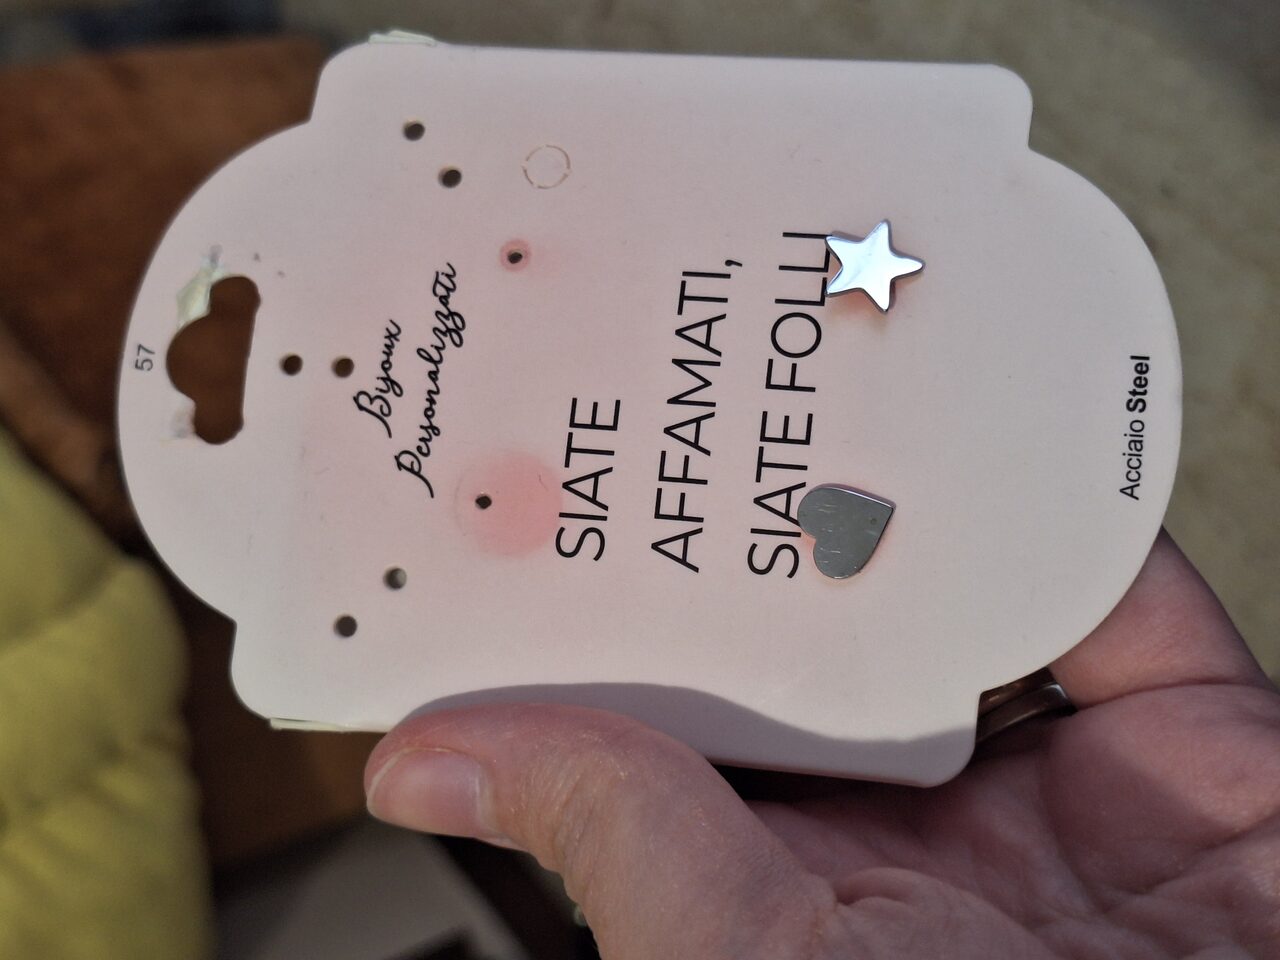 57
Bijoux
Personalizzati
SIATE
AFFAMATI,
SIATE FOLLI
Acciaio Steel